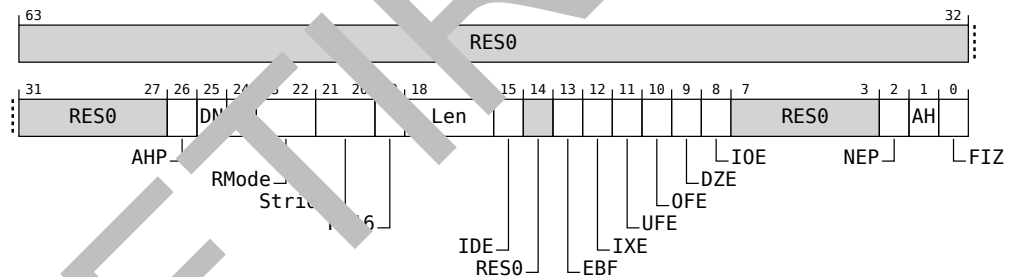 63 32
RES0
31 27 26 25 24 22 21 20 18 15 14 13 12 11 10 9 8 7 3 2 1 0
RES0 DN Len RES0 AH
AHP IOE NEP FIZ
RMode DZE
OFE
UFE
IDE IXE
RES0 EBF